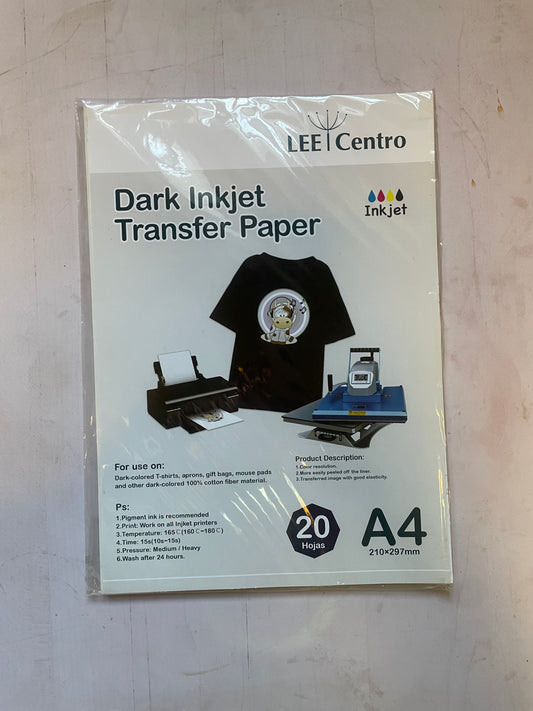 LEE Centro
Dark Inkjet
Transfer Paper
Inkjet
For use on:
Dark-colored T-shirts, aprons, gift bags, mouse pads
and other dark-colored 100% cotton fiber material.
Product Description:
1.Color resolution.
2.More easily peeled off the liner.
3.Transferred image with good elasticity.
Ps:
1.Pigment ink is recommended
2.Print: Work on all Injket printers
3.Temperature: 165℃(160℃~180℃)
4.Time: 15s(10s~15s)
5.Pressure: Medium / Heavy
6.Wash after 24 hours.
20
Hojas
A4
210×297mm